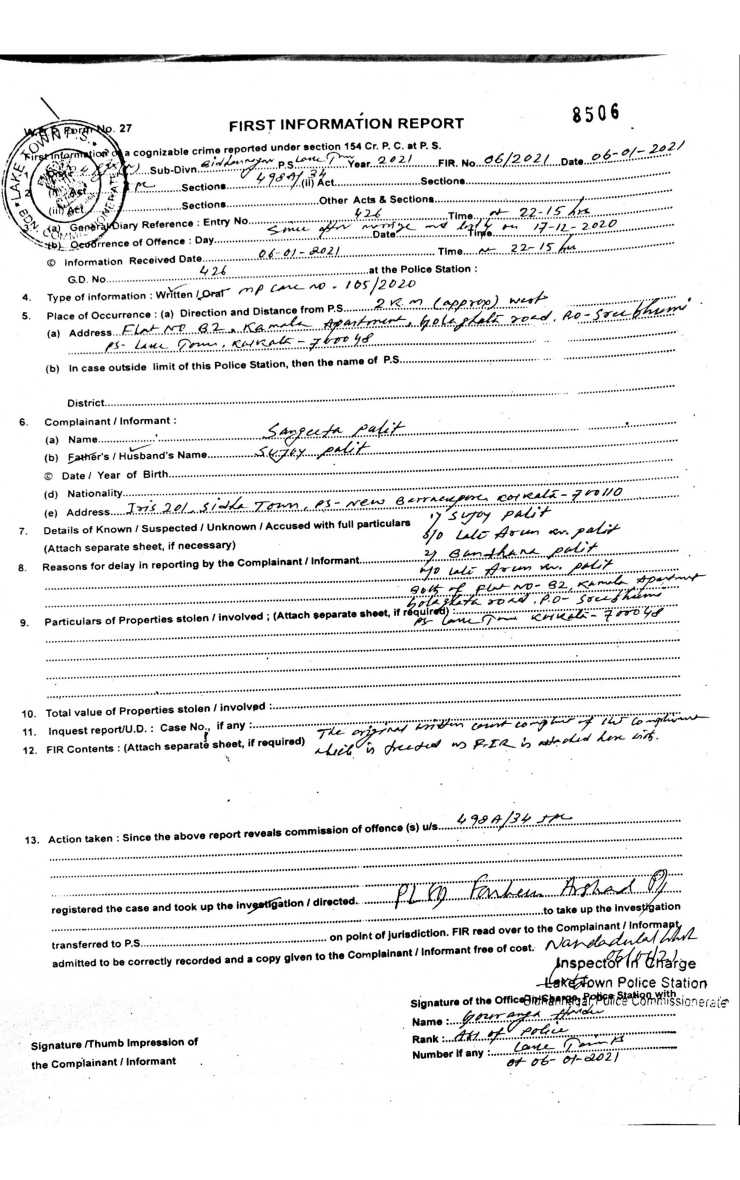 8506
W.B.P. Form No. 27
FIRST INFORMATION REPORT
LAKE TOWN P.S.
First Information of a cognizable crime reported under section 154 Cr. P. C. at P. S.
Sub-Divn. Bidhannagar P.S. Lake Town Year 2021 FIR. No 06/2021 Date 06-01-2021
2 (i) Act IPC Sections 498A/34 (ii) Act Sections
(iii) Act Sections Other Acts & Sections
3 (a) General Diary Reference : Entry No. 426 Time at 22-15 hrs
(b) Occurrence of Offence : Day Since after marrige and lastly on 17-12-2020 Date Time
© Information Received Date 06-01-2021 Time at 22-15 hrs
G.D. No 426 at the Police Station :
4. Type of information : Written / Oral MP case no - 105/2020
5. Place of Occurrence : (a) Direction and Distance from P.S. 2 K.m (approx) west
(a) Address Flat No B2, Kamala Apartment, Golaghata road, PO- Sreebhumi
PS- Lake Town, Kolkata - 700048
(b) In case outside limit of this Police Station, then the name of P.S.
District
6. Complainant / Informant :
(a) Name Sangeeta Palit
(b) Father's / Husband's Name Sujoy Palit
© Date / Year of Birth
(d) Nationality
(e) Address Iris 201, Sidha Town, PS- New Barrackpore Kolkata - 700110
7. Details of Known / Suspected / Unknown / Accused with full particulars 1) Sujoy Palit
(Attach separate sheet, if necessary) S/O Late Arun kr. palit
8. Reasons for delay in reporting by the Complainant / Informant 2) palit
Late Arun kr. palit
Both of Flat No- B2, Kamala Apartment
Golaghata road, P.O- Sreebhumi
9. Particulars of Properties stolen / involved ; (Attach separate sheet, if required) :
PS Lake Town Kolkata - 700048
10. Total value of Properties stolen / involved :
11. Inquest report/U.D. : Case No., if any :
12. FIR Contents : (Attach separate sheet, if required) The original written court complaint of the complainant
which is treated as F.I.R is attached here with.
13. Action taken : Since the above report reveals commission of offence (s) u/s. 498A/34 IPC
registered the case and took up the investigation / directed. Arshad
to take up the Investigation
transferred to P.S. on point of jurisdiction. FIR read over to the Complainant / Informant
admitted to be correctly recorded and a copy given to the Complainant / Informant free of cost. Nandadulal Ghosh
Inspector In Charge
Lake Town Police Station
Signature of the Officer In Charge, Police Station with
Bidhannagar Police Commissionerate
Name : Gouranga
Rank : ASI of Police
Number if any : Lake Town PS
06-01-2021
Signature /Thumb Impression of
the Complainant / Informant